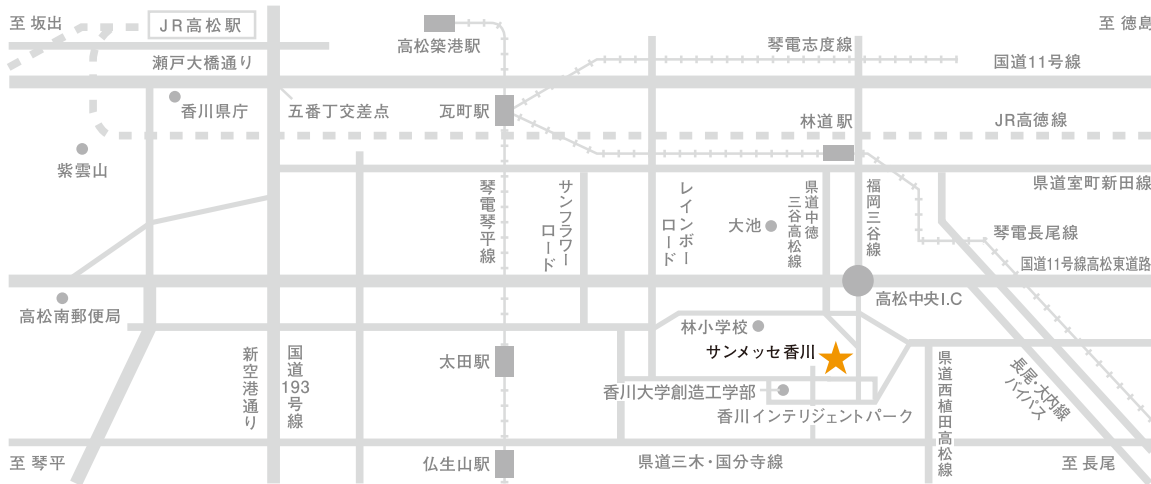 至 坂出
JR高松駅
高松築港駅
至 徳島
琴電志度線
瀬戸大橋通り
国道11号線
香川県庁
五番丁交差点
瓦町駅
林道駅
JR高徳線
紫雲山
県道室町新田線
琴電琴平線
サンフラワー
ロード
レインボー
ロード
大池
県道中徳
三谷高松線
福岡三谷線
琴電長尾線
国道11号線高松東道路
高松中央I.C
高松南郵便局
林小学校
サンメッセ香川
新空港通り
国道193号線
太田駅
香川大学創造工学部
香川インテリジェントパーク
県道西植田高松線
長尾・大内線
バイパス
至 琴平
仏生山駅
県道三木・国分寺線
至 長尾